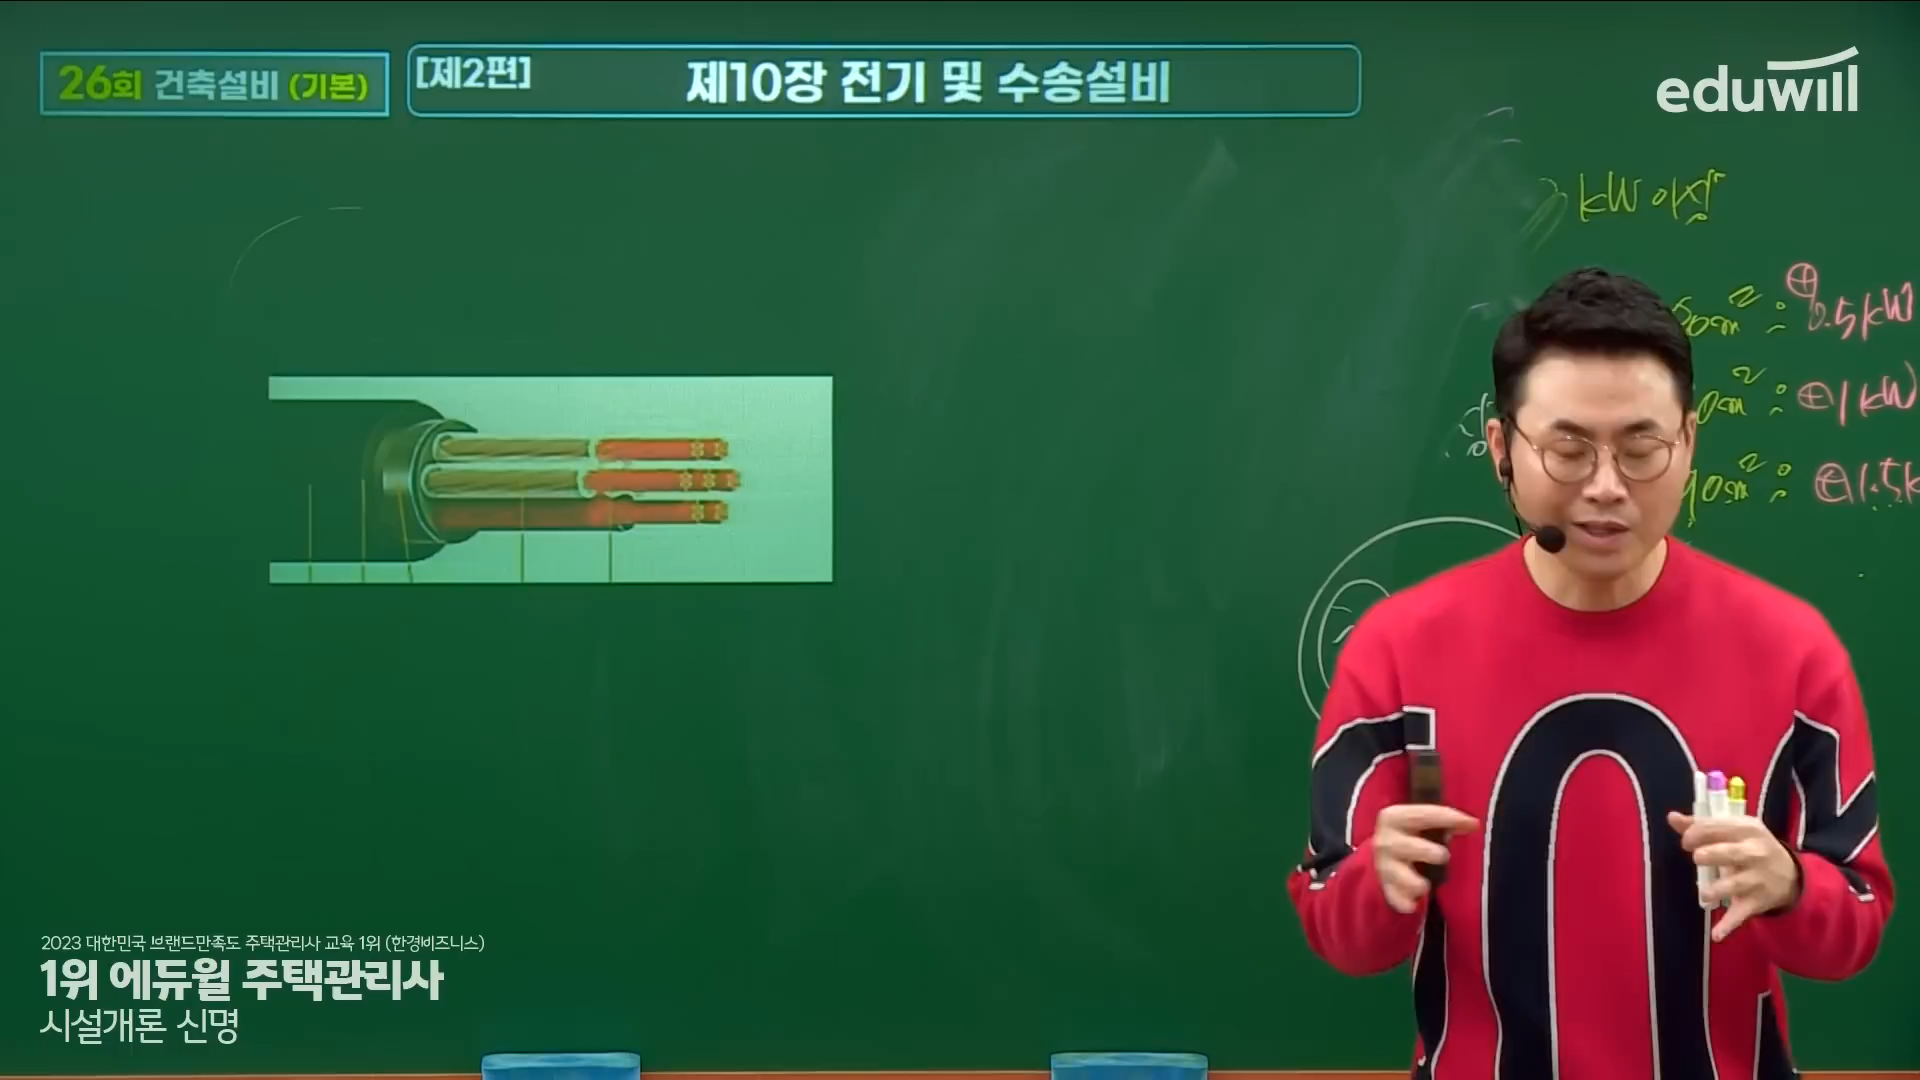 26회 건축설비 (기본)
[제2편]
제10장 전기 및 수송설비
eduwill
kW 이상
0.5kW
1kW
2023 대한민국 브랜드만족도 주택관리사 교육 1위 (한경비즈니스)
1위 에듀윌 주택관리사
시설개론 신명